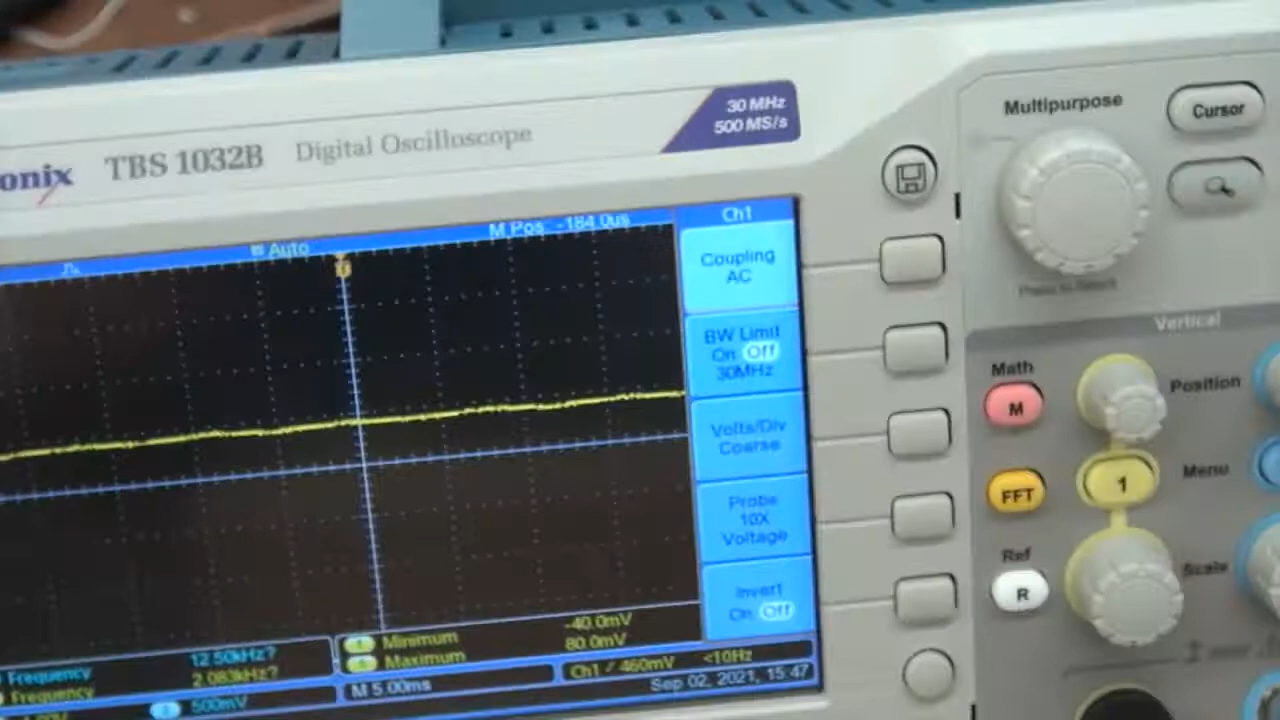 30 MHz
500 MS/s
onix TBS 1032B Digital Oscilloscope
Multipurpose
Cursor
Auto
M Pos: -184.0us
Ch1
Coupling
AC
BW Limit
On Off
30MHz
Volts/Div
Coarse
Probe
10X
Voltage
Invert
On Off
Vertical
Math
M
Position
FFT
1
Menu
Ref
R
Scale
Frequency 12.50kHz?
Frequency 2.083kHz?
Minimum -40.0mV
Maximum 80.0mV
500mV
M 5.00ms
Ch1 / 460mV <10Hz
Sep 02, 2021, 15:47